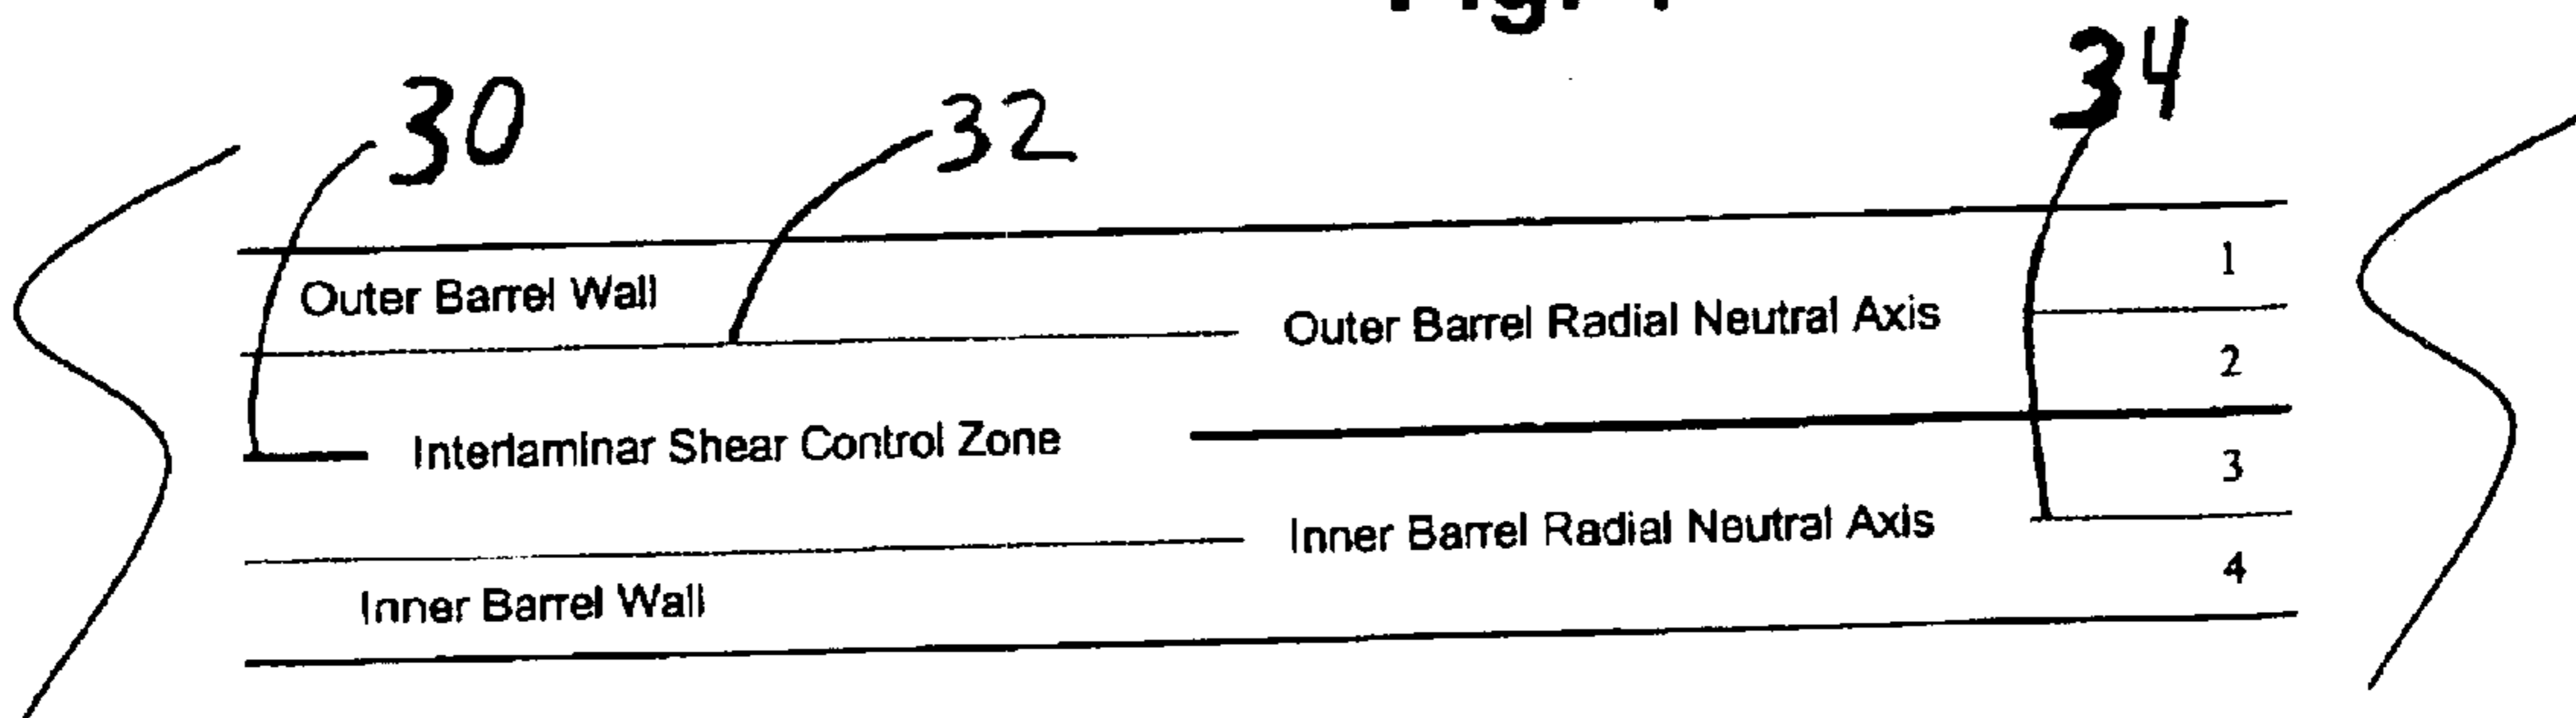 30
32
34
Outer Barrel Wall
1
Outer Barrel Radial Neutral Axis
2
Interlaminar Shear Control Zone
3
Inner Barrel Radial Neutral Axis
4
Inner Barrel Wall